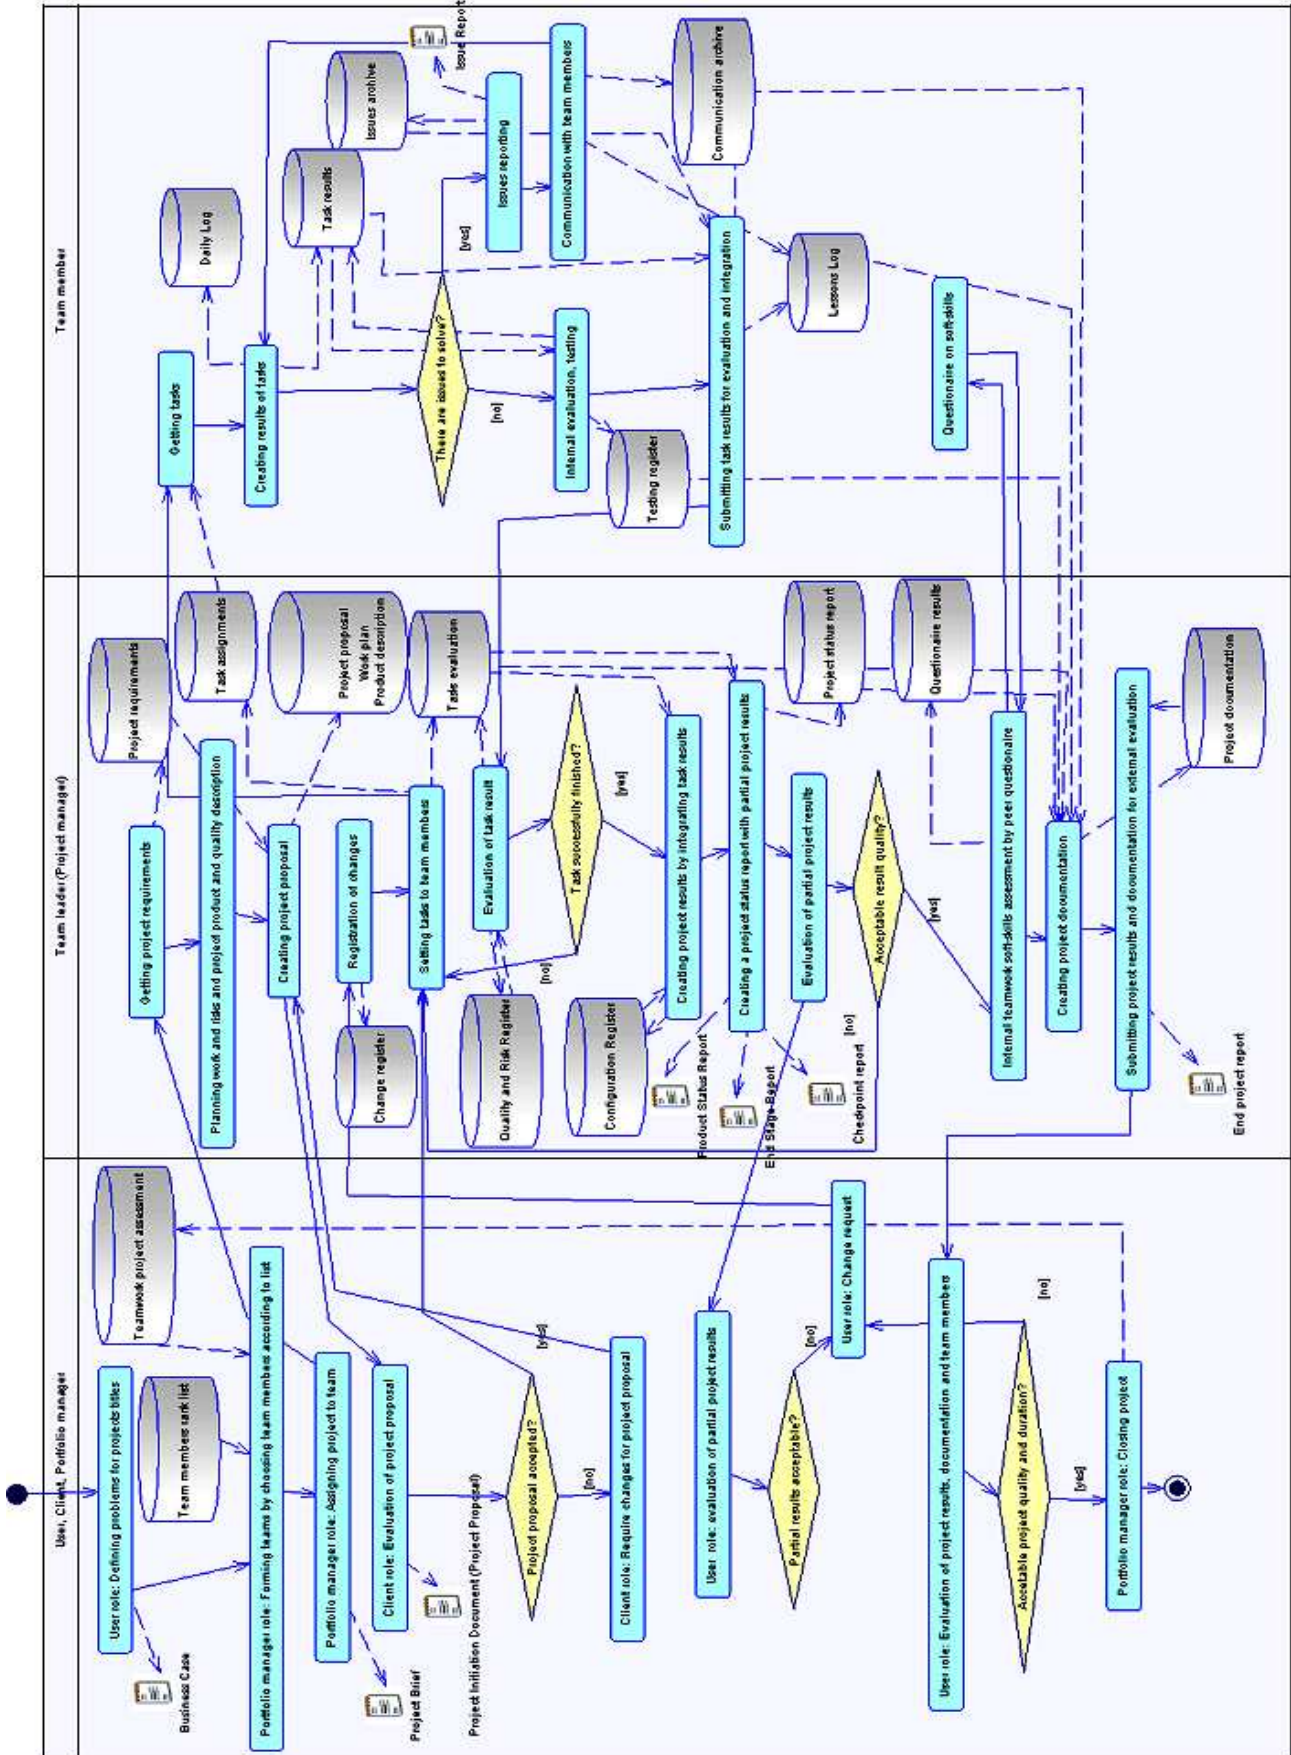 User, Client, Portfolio manager
Team leader (Project manager)
Team member
Teamwork project assessment
User role: Defining problems for projects titles
Business Case
Team members rank list
Portfolio manager role: Forming teams by choosing team members according to list
Portfolio manager role: Assigning project to team
Project Brief
Client role: Evaluation of project proposal
Project Initiation Document (Project Proposal)
Project proposal accepted?
[yes]
[no]
Client role: Require changes for project proposal
User role: evaluation of partial project results
Partial results acceptable?
[no]
User role: Change request
User role: Evaluation of project results, documentation and team members
Accetable project quality and duration?
[no]
[yes]
Portfolio manager role: Closing project
Project requirements
Getting project requirements
Task assignments
Planning work and risks and project product and quality description
Project proposal
Work plan
Product description
Creating project proposal
Registration of changes
Change register
Setting tasks to team members
Tasks evaluation
Evaluation of task result
Quality and Risk Register
Task successfully finished?
[no]
[yes]
Configuration Register
Creating project results by integrating task results
Product Status Report
Creating a project status report with partial project results
End Stage Report
Project status report
Evaluation of partial project results
Checkpoint report
Acceptable result quality?
[no]
[yes]
Questionaire results
Internal teamwork soft-skills assessment by peer questionaire
Creating project documentation
Submitting project results and documentation for external evaluation
Project documentation
End project report
Getting tasks
Daily Log
Creating results of tasks
Task results
Issues archive
Issue Report
There are issues to solve?
[yes]
[no]
Issues reporting
Communication with team members
Communication archive
Internal evaluation, testing
Testing register
Submitting task results for evaluation and integration
Lessons Log
Questionaire on soft-skills